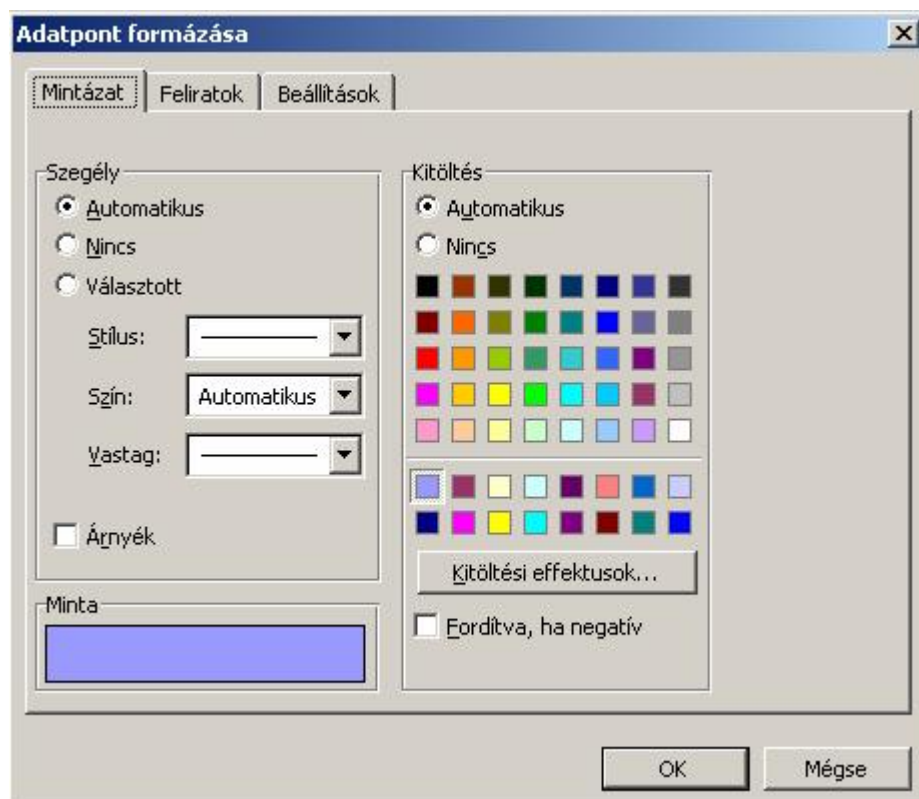 Adatpont formázása
Mintázat
Feliratok
Beállítások
Szegély
Automatikus
Nincs
Választott
Stílus:
Szín:
Automatikus
Vastag:
Árnyék
Minta
Kitöltés
Automatikus
Nincs
Kitöltési effektusok...
Fordítva, ha negatív
OK
Mégse